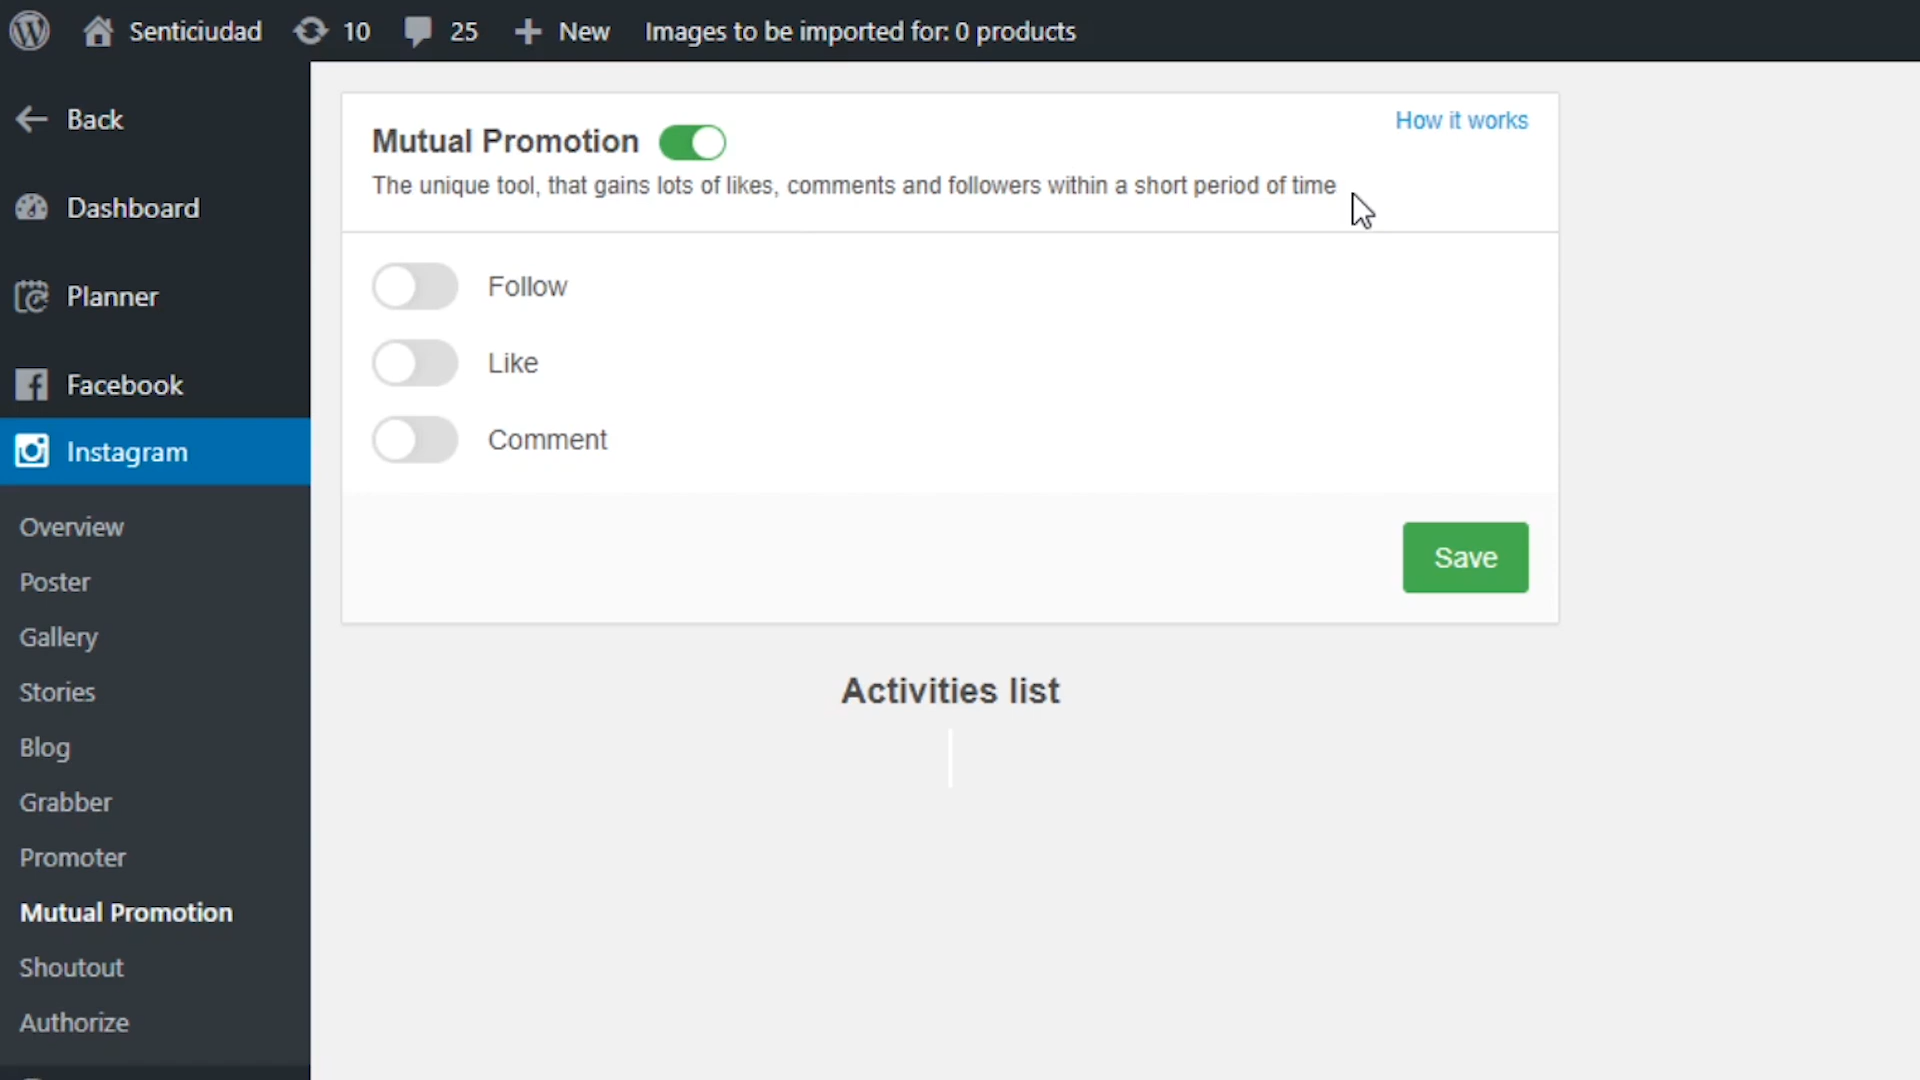 Senticiudad 10 25 New Images to be imported for: 0 products
Back
Dashboard
Planner
Facebook
Instagram
Overview
Poster
Gallery
Stories
Blog
Grabber
Promoter
Mutual Promotion
Shoutout
Authorize
Mutual Promotion
How it works
The unique tool, that gains lots of likes, comments and followers within a short period of time
Follow
Like
Comment
Save
Activities list